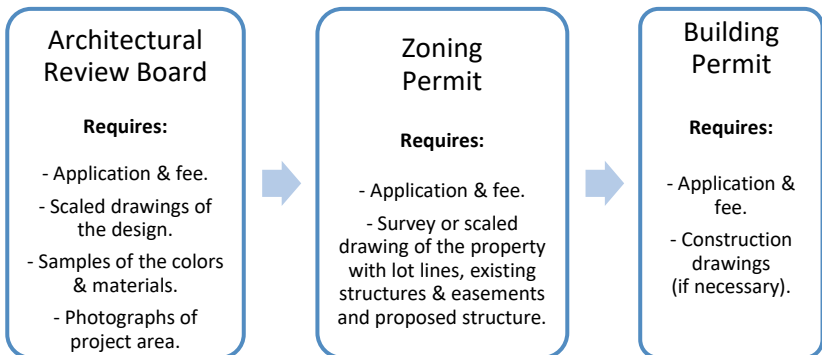 Architectural
Review Board
Requires:
- Application & fee.
- Scaled drawings of
the design.
- Samples of the colors
& materials.
- Photographs of
project area.
Zoning
Permit
Requires:
- Application & fee.
- Survey or scaled
drawing of the property
with lot lines, existing
structures & easements
and proposed structure.
Building
Permit
Requires:
- Application &
fee.
- Construction
drawings
(if necessary).